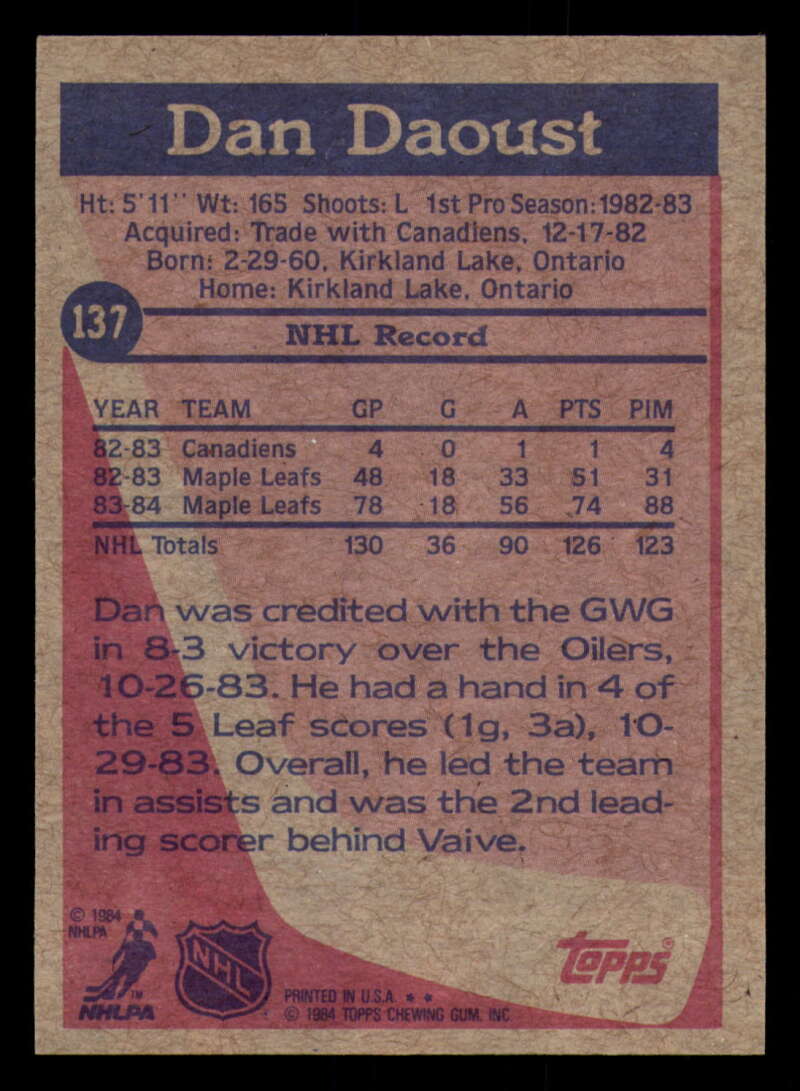 Dan Daoust
Ht: 5'11" Wt: 165 Shoots: L 1st Pro Season: 1982-83
Acquired: Trade with Canadiens, 12-17-82
Born: 2-29-60, Kirkland Lake, Ontario
Home: Kirkland Lake, Ontario
137
NHL Record
YEAR TEAM GP G A PTS PIM
82-83 Canadiens 4 0 1 1 4
82-83 Maple Leafs 48 18 33 51 31
83-84 Maple Leafs 78 18 56 74 88
NHL Totals 130 36 90 126 123
Dan was credited with the GWG
in 8-3 victory over the Oilers,
10-26-83. He had a hand in 4 of
the 5 Leaf scores (1g, 3a), 10-
29-83. Overall, he led the team
in assists and was the 2nd lead-
ing scorer behind Vaive.
© 1984
NHLPA
TM
NHLPA
NHL
PRINTED IN U.S.A. * *
© 1984 TOPPS CHEWING GUM, INC.
Topps®